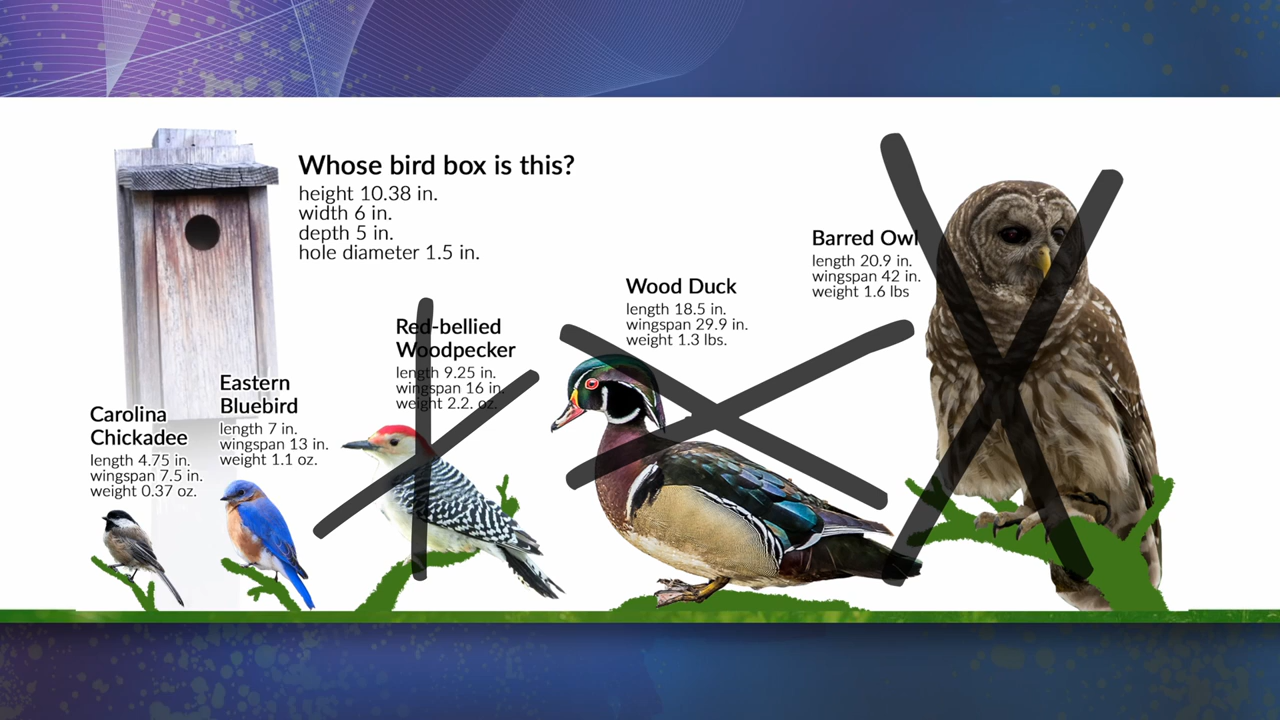 Whose bird box is this?
height 10.38 in.
width 6 in.
depth 5 in.
hole diameter 1.5 in.
Carolina
Chickadee
length 4.75 in.
wingspan 7.5 in.
weight 0.37 oz.
Eastern
Bluebird
length 7 in.
wingspan 13 in.
weight 1.1 oz.
Red-bellied
Woodpecker
length 9.25 in.
wingspan 16 in.
weight 2.2. oz.
Wood Duck
length 18.5 in.
wingspan 29.9 in.
weight 1.3 lbs.
Barred Owl
length 20.9 in.
wingspan 42 in.
weight 1.6 lbs